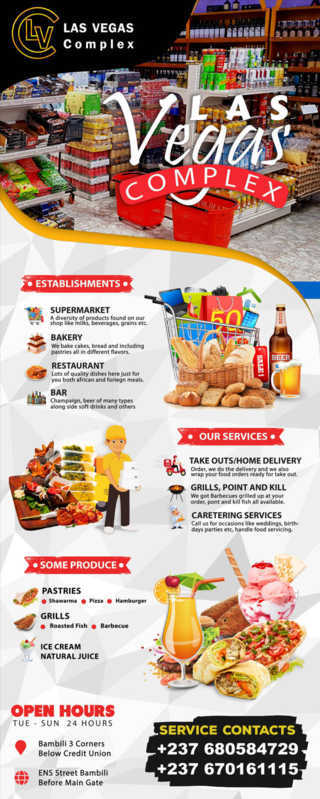 LV
LAS VEGAS
Complex
LAS
Vegas
COMPLEX
ESTABLISHMENTS
SUPERMARKET
A diversity of products found on our
shop like milks, beverages, grains etc.
BAKERY
We bake cakes, bread and including
pastries all in different flavors.
RESTAURANT
Lots of quality dishes here just for
you both african and foriegn meals.
BAR
Champaign, beer of many types
along side soft drinks and others
50
SALE!
BEER
OUR SERVICES
TAKE OUTS/HOME DELIVERY
Order, we do the delivery and we also
wrap your food orders ready for take out.
GRILLS, POINT AND KILL
We got Barbecues grilled up at your
order, pont and kill fish all available.
CARETERING SERVICES
Call us for occasions like weddings, birth-
days parties etc, handle food servicing.
SOME PRODUCE
PASTRIES
Shawarma • Pizza • Hamburger
GRILLS
• Roasted Fish • Barbecue
ICE CREAM
NATURAL JUICE
OPEN HOURS
TUE - SUN 24 HOURS
Bambili 3 Corners
Below Credit Union
ENS Street Bambili
Before Main Gate
SERVICE CONTACTS
+237 680584729
+237 670161115